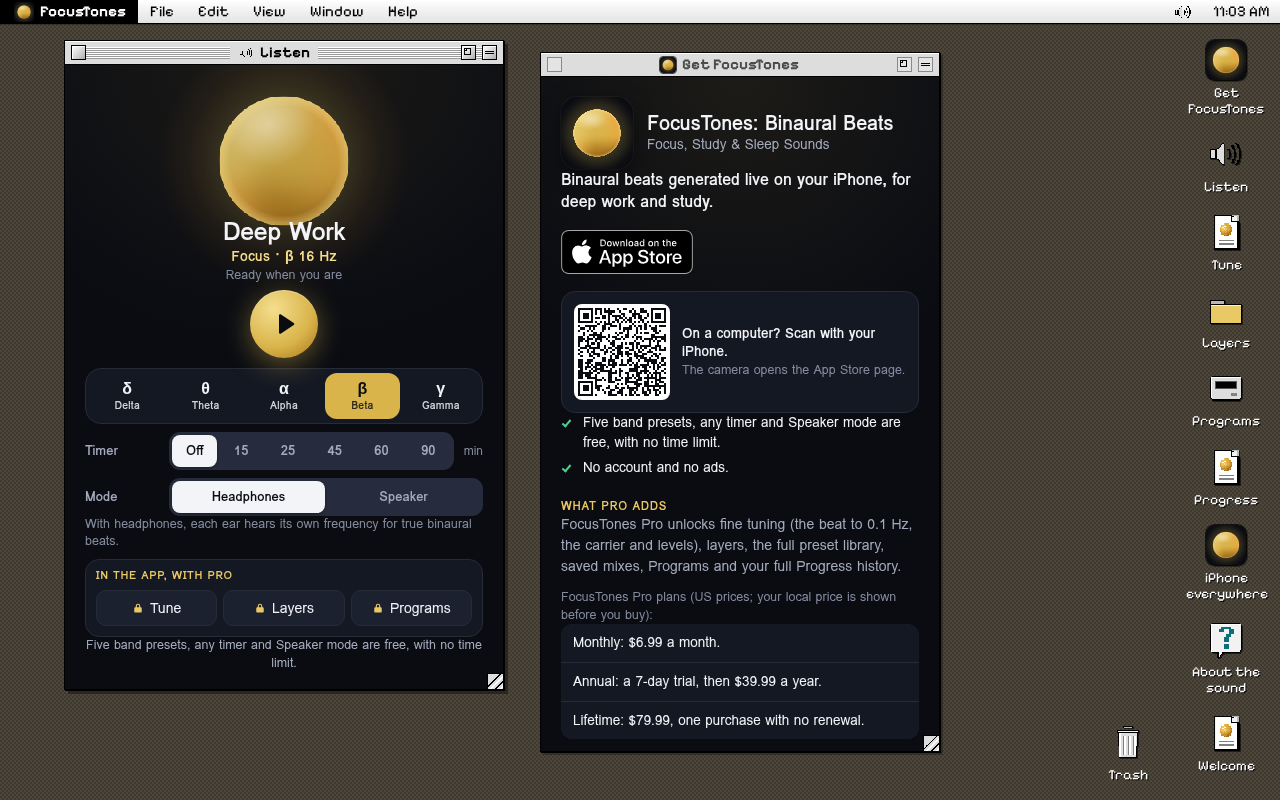 FocusTones File Edit View Window Help 11:03 AM
Listen
Deep Work
Focus · β 16 Hz
Ready when you are
δ θ α β γ
Delta Theta Alpha Beta Gamma
Timer Off 15 25 45 60 90 min
Mode Headphones Speaker
With headphones, each ear hears its own frequency for true binaural
beats.
IN THE APP, WITH PRO
Tune Layers Programs
Five band presets, any timer and Speaker mode are free, with no time
limit.
Get FocusTones
FocusTones: Binaural Beats
Focus, Study & Sleep Sounds
Binaural beats generated live on your iPhone, for
deep work and study.
Download on the
App Store
On a computer? Scan with your
iPhone.
The camera opens the App Store page.
Five band presets, any timer and Speaker mode are
free, with no time limit.
No account and no ads.
WHAT PRO ADDS
FocusTones Pro unlocks fine tuning (the beat to 0.1 Hz,
the carrier and levels), layers, the full preset library,
saved mixes, Programs and your full Progress history.
FocusTones Pro plans (US prices; your local price is shown
before you buy):
Monthly: $6.99 a month.
Annual: a 7-day trial, then $39.99 a year.
Lifetime: $79.99, one purchase with no renewal.
Get
FocusTones
Listen
Tune
Layers
Programs
Progress
iPhone
everywhere
About the
sound
Welcome
Trash